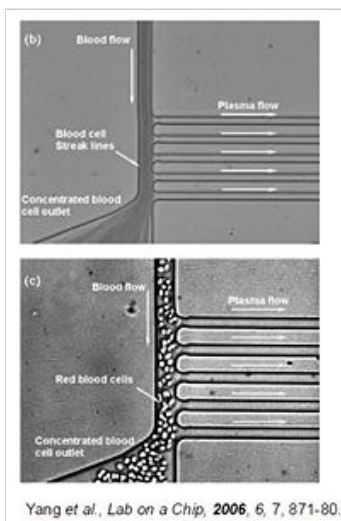 (b)
Blood flow
Plasma flow
Blood cell
Streak lines
Concentrated blood
cell outlet
(c)
Blood flow
Plasma flow
Red blood cells
Concentrated blood
cell outlet
Yang et al., Lab on a Chip, 2006, 6, 7, 871-80.